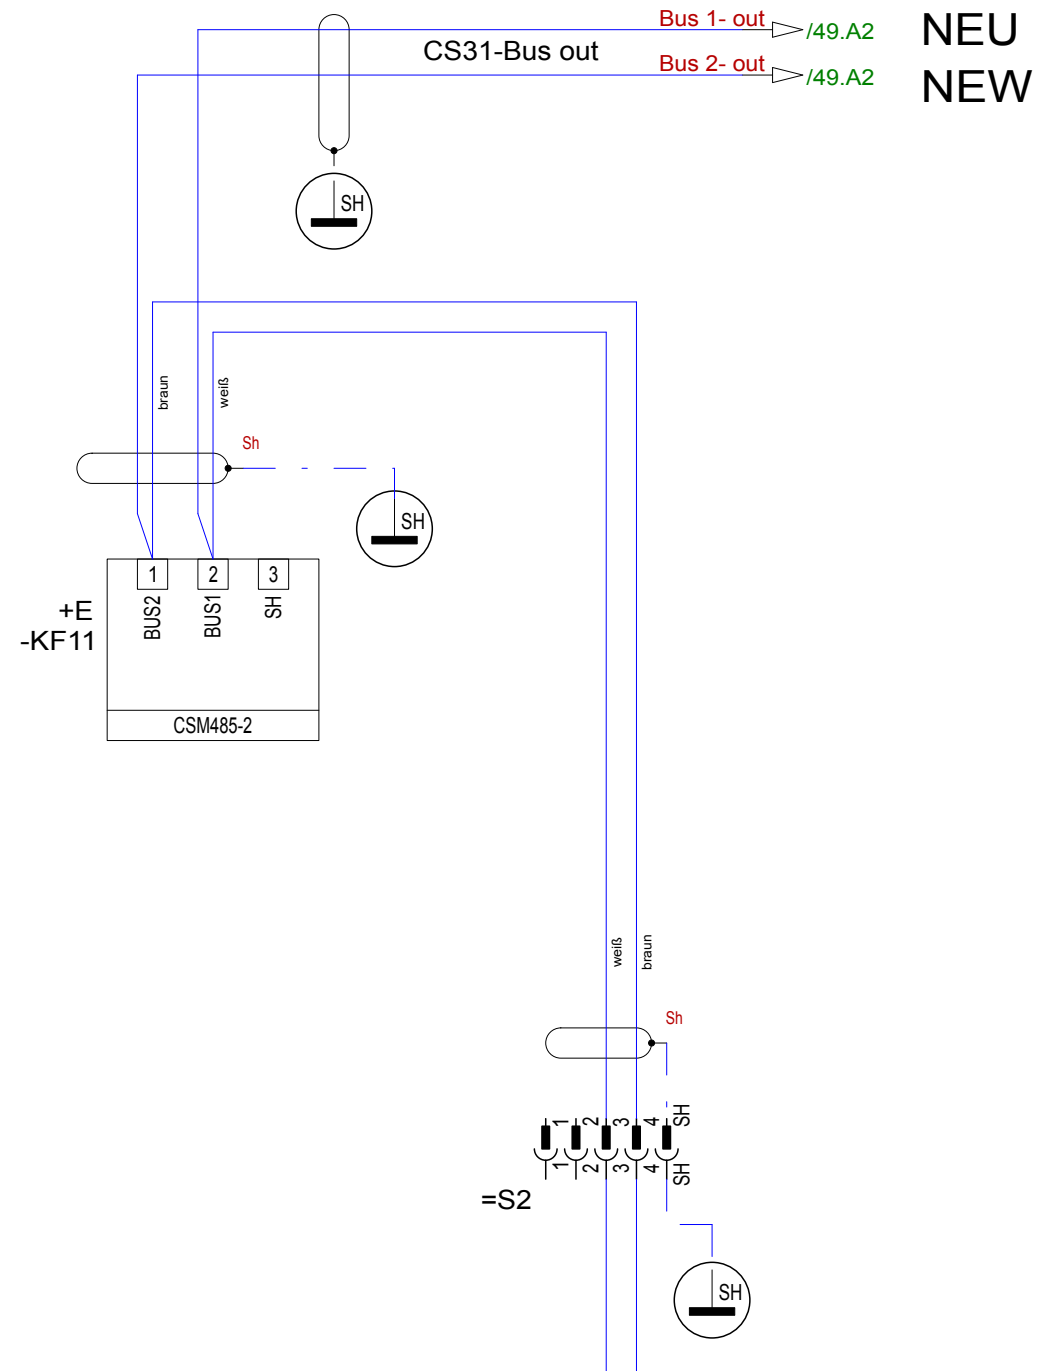 Bus 1- out
/49.A2
NEU
CS31-Bus out
Bus 2- out
/49.A2
NEW
SH
braun
weiß
Sh
SH
1
2
3
BUS2
BUS1
SH
+E
-KF11
CSM485-2
weiß
braun
Sh
1
2
3
4
SH
1
2
3
4
SH
=S2
SH